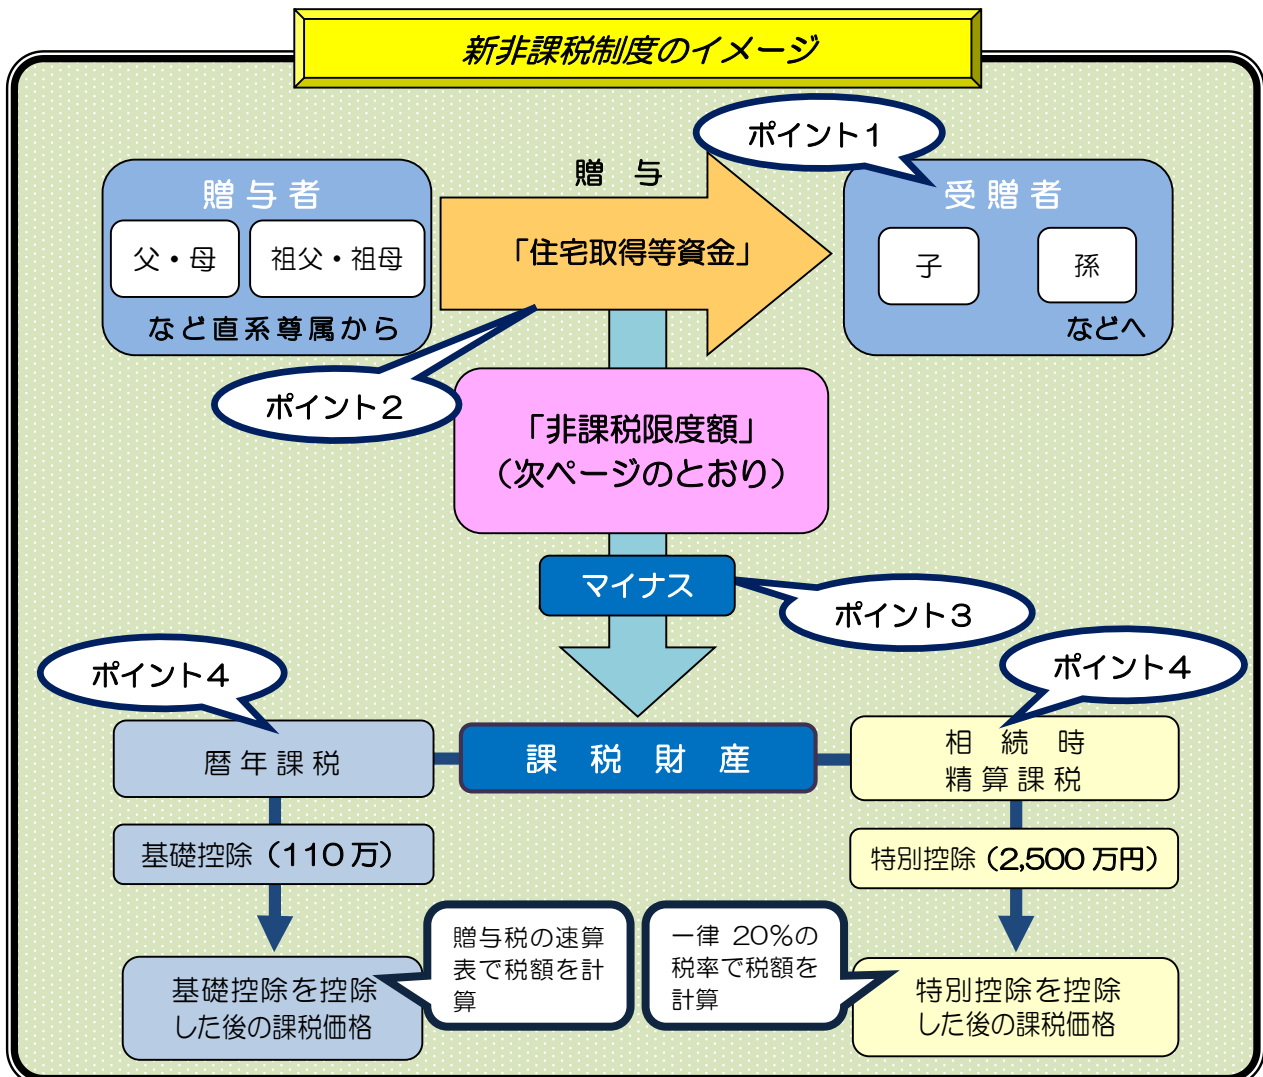 新非課税制度のイメージ
ポイント1
贈 与
贈与者
父・母
祖父・祖母
など直系尊属から
「住宅取得等資金」
受贈者
子
孫
などへ
ポイント2
「非課税限度額」
（次ページのとおり）
マイナス
ポイント3
ポイント4
ポイント4
暦年課税
課 税 財 産
相 続 時
精算課税
基礎控除（110万）
特別控除（2,500万円）
贈与税の速算
表で税額を計
算
一律 20%の
税率で税額を
計算
基礎控除を控除
した後の課税価格
特別控除を控除
した後の課税価格